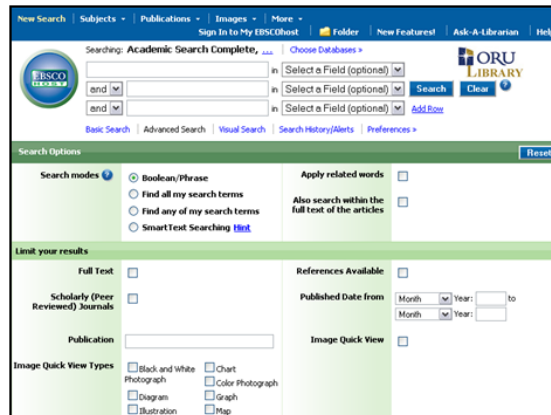 New Search | Subjects | Publications | Images | More
Sign In to My EBSCOhost | Folder | New Features! | Ask-A-Librarian | Help
Searching: Academic Search Complete, ... | Choose Databases »
EBSCO HOST
ORU LIBRARY
in Select a Field (optional)
and in Select a Field (optional) Search Clear
and in Select a Field (optional) Add Row
Basic Search | Advanced Search | Visual Search | Search History/Alerts | Preferences »
Search Options Reset
Search modes
Boolean/Phrase
Find all my search terms
Find any of my search terms
SmartText Searching Hint
Apply related words
Also search within the
full text of the articles
Limit your results
Full Text
References Available
Scholarly (Peer
Reviewed) Journals
Published Date from Month Year: to
Month Year:
Publication
Image Quick View
Image Quick View Types
Black and White
Photograph
Chart
Color Photograph
Diagram
Graph
Illustration
Map